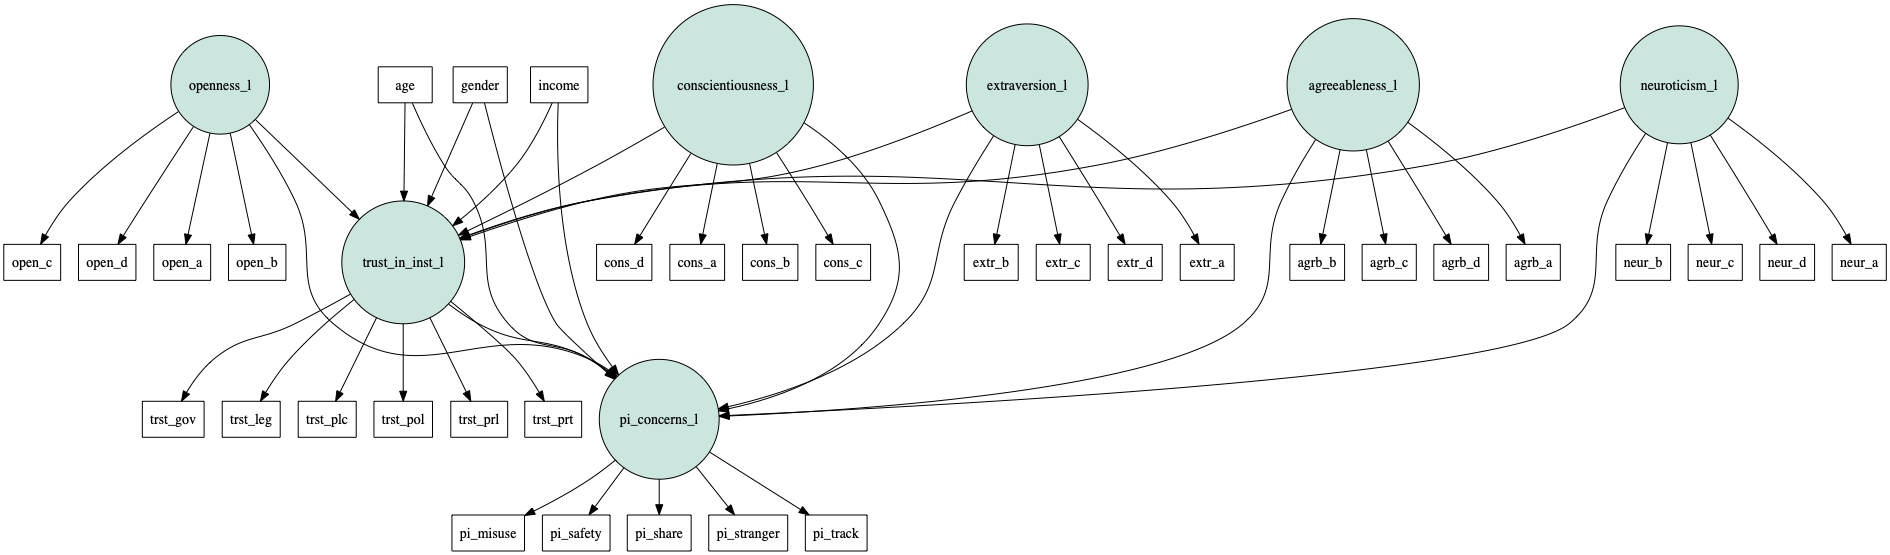 openness_l
age
gender
income
conscientiousness_l
extraversion_l
agreeableness_l
neuroticism_l
open_c
open_d
open_a
open_b
trust_in_inst_l
cons_d
cons_a
cons_b
cons_c
extr_b
extr_c
extr_d
extr_a
agrb_b
agrb_c
agrb_d
agrb_a
neur_b
neur_c
neur_d
neur_a
trst_gov
trst_leg
trst_plc
trst_pol
trst_prl
trst_prt
pi_concerns_l
pi_misuse
pi_safety
pi_share
pi_stranger
pi_track